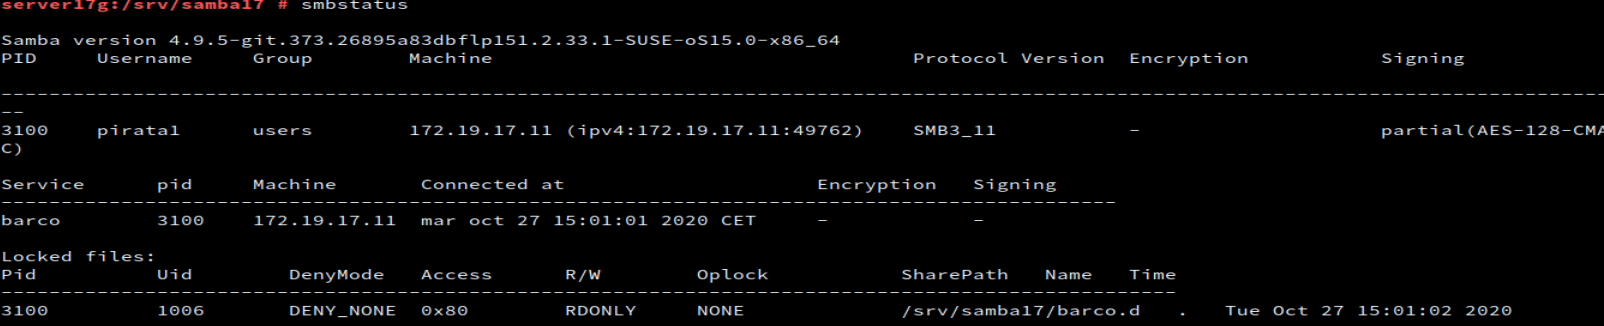 server17g:/srv/samba17 # smbstatus
Samba version 4.9.5-git.373.26895a83dbflp151.2.33.1-SUSE-oS15.0-x86_64
PID     Username     Group        Machine                                   Protocol Version  Encryption           Signing
--------------------------------------------------------------------------------------------------------------------------------------
--
3100    pirata1      users        172.19.17.11 (ipv4:172.19.17.11:49762)    SMB3_11           -                    partial(AES-128-CMA
C)
Service      pid     Machine       Connected at                     Encryption   Signing
---------------------------------------------------------------------------------------------
barco        3100    172.19.17.11  mar oct 27 15:01:01 2020 CET     -            -
Locked files:
Pid          Uid        DenyMode   Access      R/W        Oplock           SharePath   Name   Time
--------------------------------------------------------------------------------------------------
3100         1006       DENY_NONE  0x80        RDONLY     NONE             /srv/samba17/barco.d   .   Tue Oct 27 15:01:02 2020